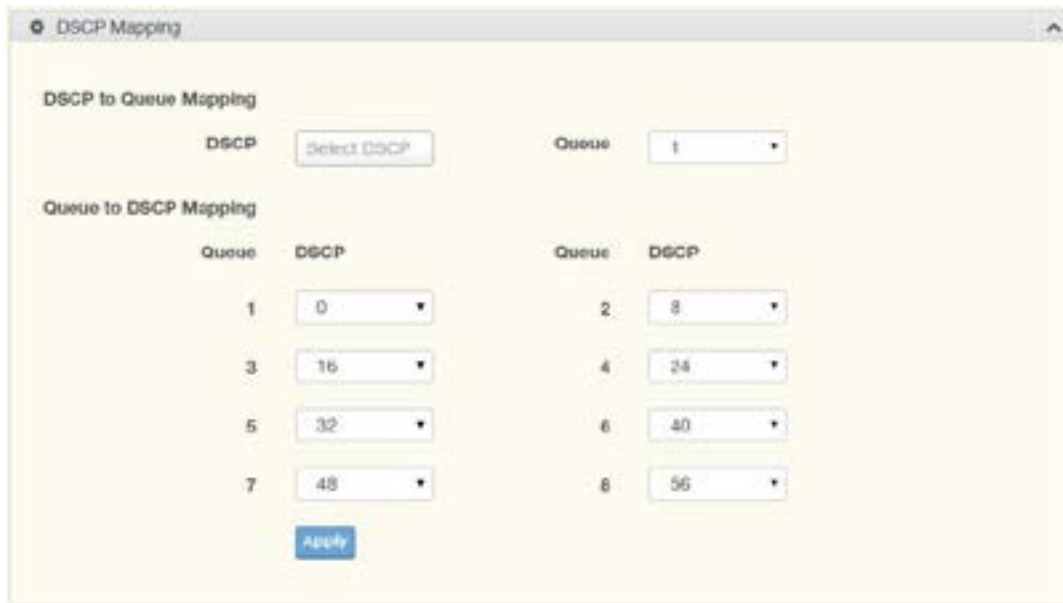 DSCP Mapping
DSCP to Queue Mapping
DSCP Select DSCP Queue 1
Queue to DSCP Mapping
Queue DSCP Queue DSCP
1 0 2 8
3 16 4 24
5 32 6 40
7 48 8 56
Apply